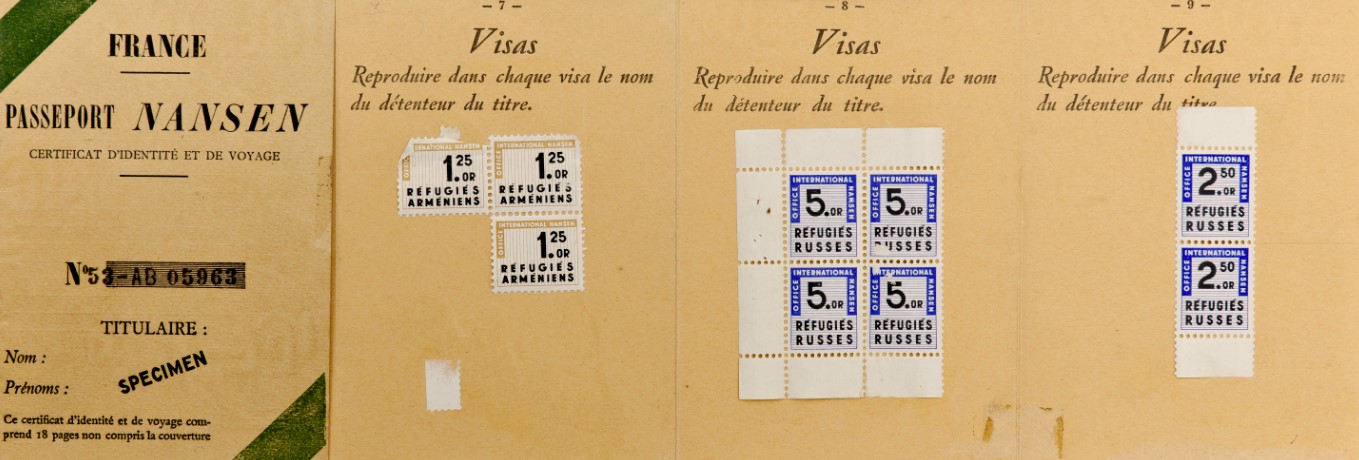 FRANCE
PASSEPORT NANSEN
CERTIFICAT D'IDENTITÉ ET DE VOYAGE
Nº 53-AB 05963
TITULAIRE :
Nom :
Prénoms :
SPECIMEN
Ce certificat d'identité et de voyage com-
prend 18 pages non compris la couverture
– 7 –
Visas
Reproduire dans chaque visa le nom
du détenteur du titre.
OFFICE INTERNATIONAL NANSEN
1.25
OR
RÉFUGIÉS
ARMÉNIENS
OFFICE INTERNATIONAL NANSEN
1.25
OR
RÉFUGIÉS
ARMÉNIENS
OFFICE INTERNATIONAL NANSEN
1.25
OR
RÉFUGIÉS
ARMÉNIENS
– 8 –
Visas
Reproduire dans chaque visa le nom
du détenteur du titre.
OFFICE INTERNATIONAL NANSEN
5.OR
RÉFUGIÉS
RUSSES
OFFICE INTERNATIONAL NANSEN
5.OR
RÉFUGIÉS
RUSSES
OFFICE INTERNATIONAL NANSEN
5.OR
RÉFUGIÉS
RUSSES
OFFICE INTERNATIONAL NANSEN
5.OR
RÉFUGIÉS
RUSSES
– 9 –
Visas
Reproduire dans chaque visa le nom
du détenteur du titre.
OFFICE INTERNATIONAL NANSEN
2.50
OR
RÉFUGIÉS
RUSSES
OFFICE INTERNATIONAL NANSEN
2.50
OR
RÉFUGIÉS
RUSSES